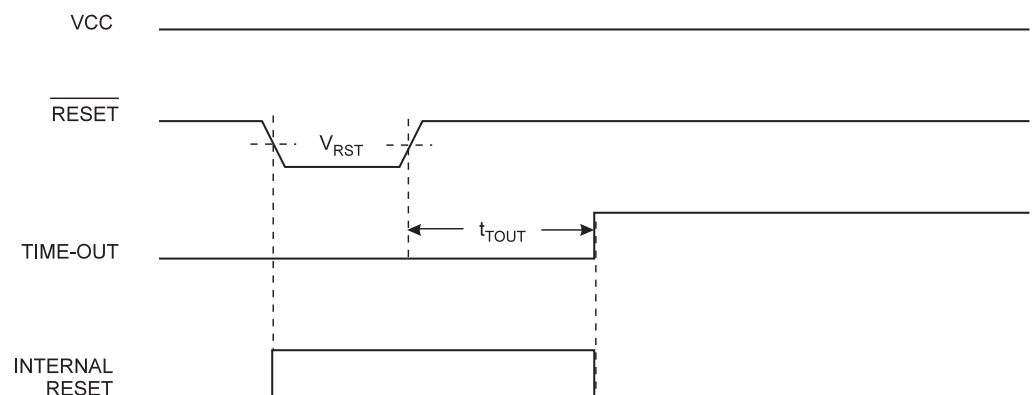 VCC
RESET
VRST
tTOUT
TIME-OUT
INTERNAL
RESET